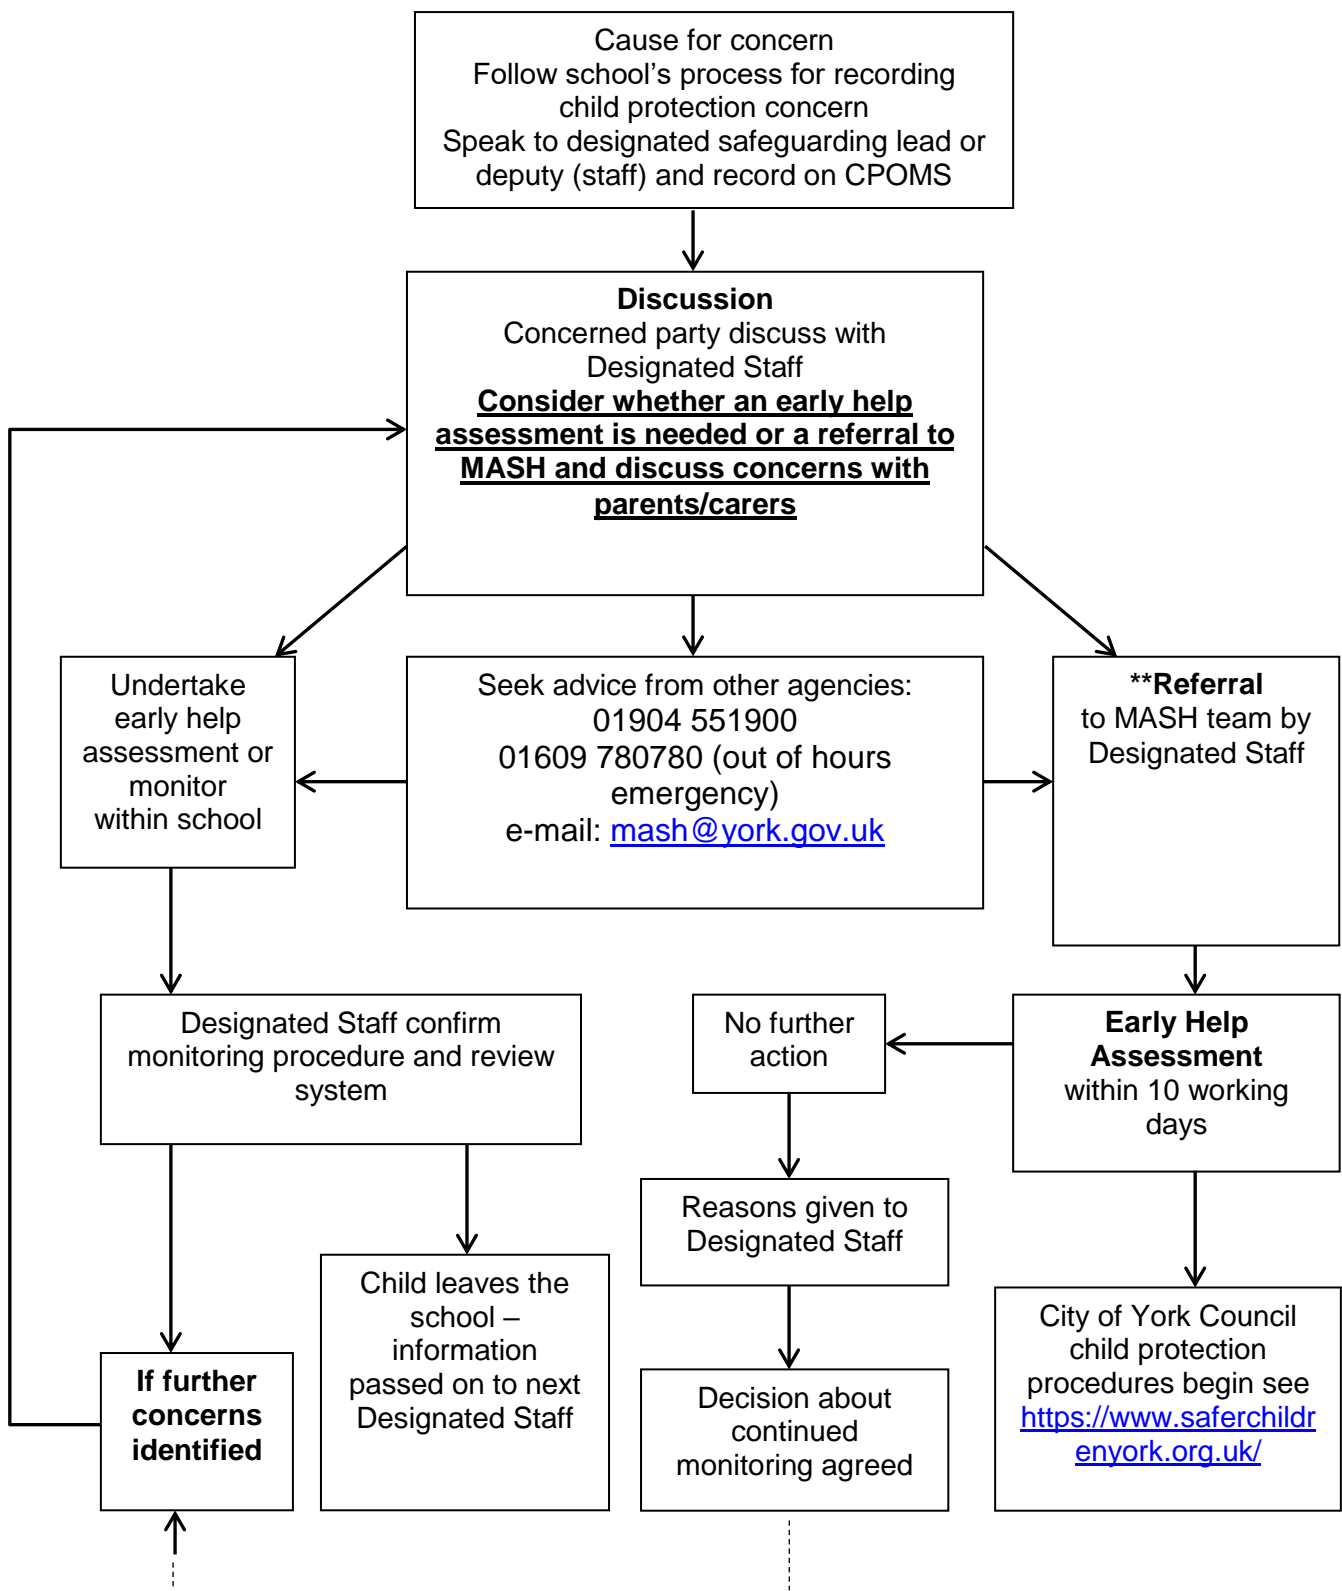 Cause for concern
Follow school’s process for recording
child protection concern
Speak to designated safeguarding lead or
deputy (staff) and record on CPOMS
Discussion
Concerned party discuss with
Designated Staff
Consider whether an early help
assessment is needed or a referral to
MASH and discuss concerns with
parents/carers
Undertake
early help
assessment or
monitor
within school
Seek advice from other agencies:
01904 551900
01609 780780 (out of hours
emergency)
e-mail: mash@york.gov.uk
**Referral
to MASH team by
Designated Staff
Designated Staff confirm
monitoring procedure and review
system
No further
action
Early Help
Assessment
within 10 working
days
Reasons given to
Designated Staff
Child leaves the
school –
information
passed on to next
Designated Staff
City of York Council
child protection
procedures begin see
https://www.saferchildr
enyork.org.uk/
If further
concerns
identified
Decision about
continued
monitoring agreed